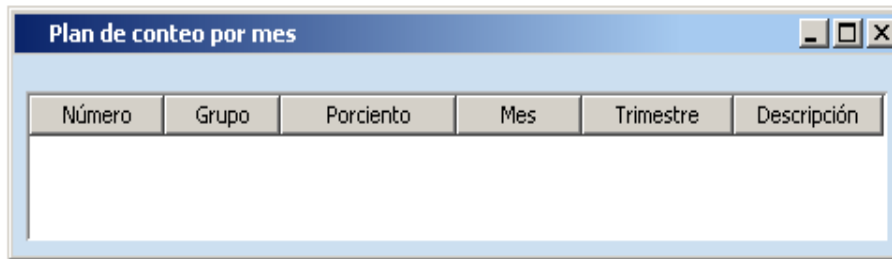 Plan de conteo por mes
Número Grupo Porciento Mes Trimestre Descripción